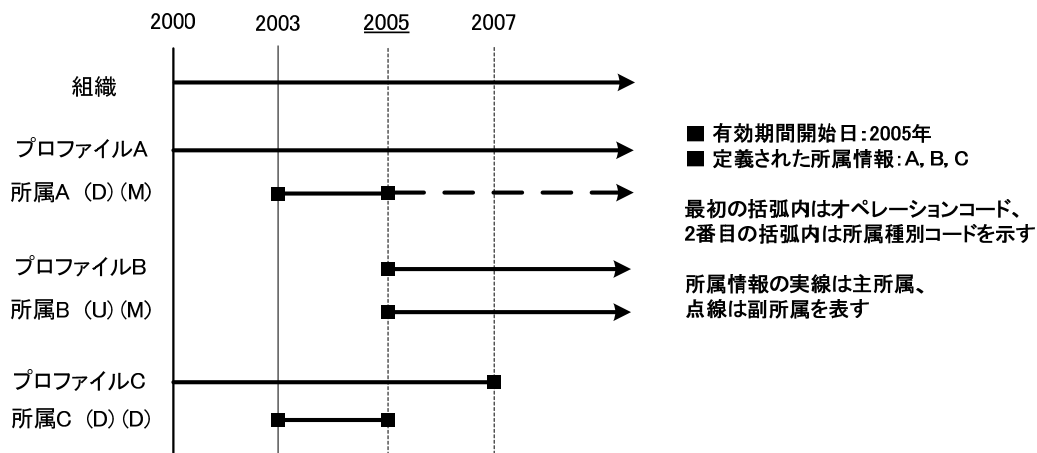 2000 2003 2005 2007
組織
プロファイルA
所属A (D)(M)
プロファイルB
所属B (U)(M)
プロファイルC
所属C (D)(D)
■ 有効期間開始日：2005年
■ 定義された所属情報：A, B, C
最初の括弧内はオペレーションコード、
2番目の括弧内は所属種別コードを示す
所属情報の実線は主所属、
点線は副所属を表す